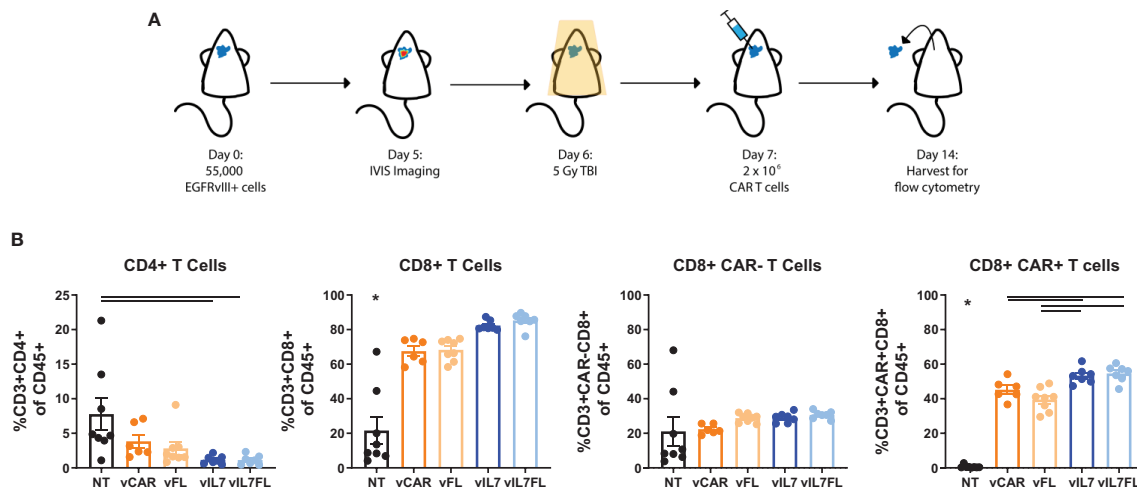 A
Day 0:
55,000
EGFRvIII+ cells
Day 5:
IVIS Imaging
Day 6:
5 Gy TBI
Day 7:
2 x 10⁶
CAR T cells
Day 14:
Harvest for
flow cytometry
B
CD4+ T Cells
%CD3+CD4+
of CD45+
25
20
15
10
5
0
NT vCAR vFL vIL7 vIL7FL
CD8+ T Cells
%CD3+CD8+
of CD45+
100
80
60
40
20
0
*
NT vCAR vFL vIL7 vIL7FL
CD8+ CAR- T Cells
%CD3+CAR-CD8+
of CD45+
100
80
60
40
20
0
NT vCAR vFL vIL7 vIL7FL
CD8+ CAR+ T cells
%CD3+CAR+CD8+
of CD45+
100
80
60
40
20
0
*
NT vCAR vFL vIL7 vIL7FL